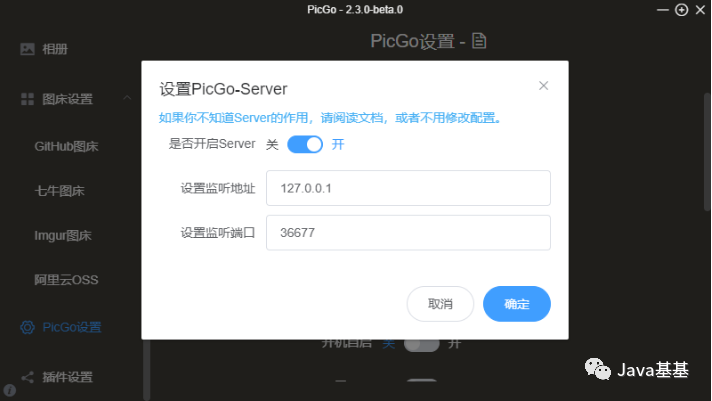 PicGo - 2.3.0-beta.0
相册
PicGo设置 -
图床设置
GitHub图床
七牛图床
Imgur图床
阿里云OSS
PicGo设置
插件设置
设置PicGo-Server
如果你不知道Server的作用，请阅读文档，或者不用修改配置。
是否开启Server 关 开
设置监听地址 127.0.0.1
设置监听端口 36677
取消 确定
开机自启 关 开
Java基基